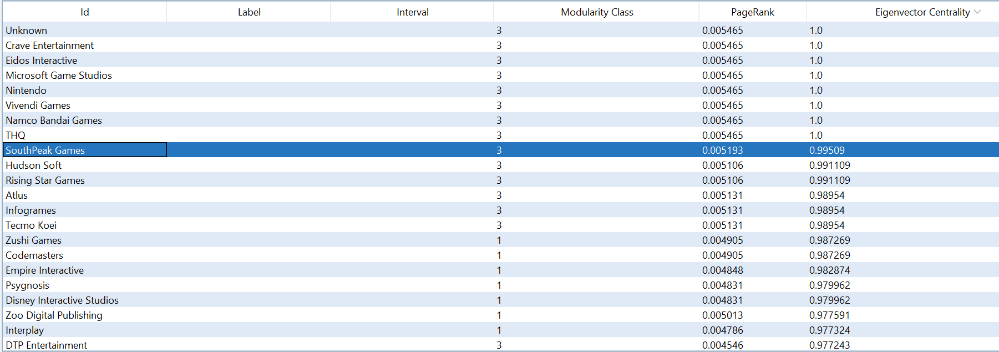 Id Label Interval Modularity Class PageRank Eigenvector Centrality
Unknown 3 0.005465 1.0
Crave Entertainment 3 0.005465 1.0
Eidos Interactive 3 0.005465 1.0
Microsoft Game Studios 3 0.005465 1.0
Nintendo 3 0.005465 1.0
Vivendi Games 3 0.005465 1.0
Namco Bandai Games 3 0.005465 1.0
THQ 3 0.005465 1.0
SouthPeak Games 3 0.005193 0.99509
Hudson Soft 3 0.005106 0.991109
Rising Star Games 3 0.005106 0.991109
Atlus 3 0.005131 0.98954
Infogrames 3 0.005131 0.98954
Tecmo Koei 3 0.005131 0.98954
Zushi Games 1 0.004905 0.987269
Codemasters 1 0.004905 0.987269
Empire Interactive 1 0.004848 0.982874
Psygnosis 1 0.004831 0.979962
Disney Interactive Studios 1 0.004831 0.979962
Zoo Digital Publishing 1 0.005013 0.977591
Interplay 1 0.004786 0.977324
DTP Entertainment 3 0.004546 0.977243